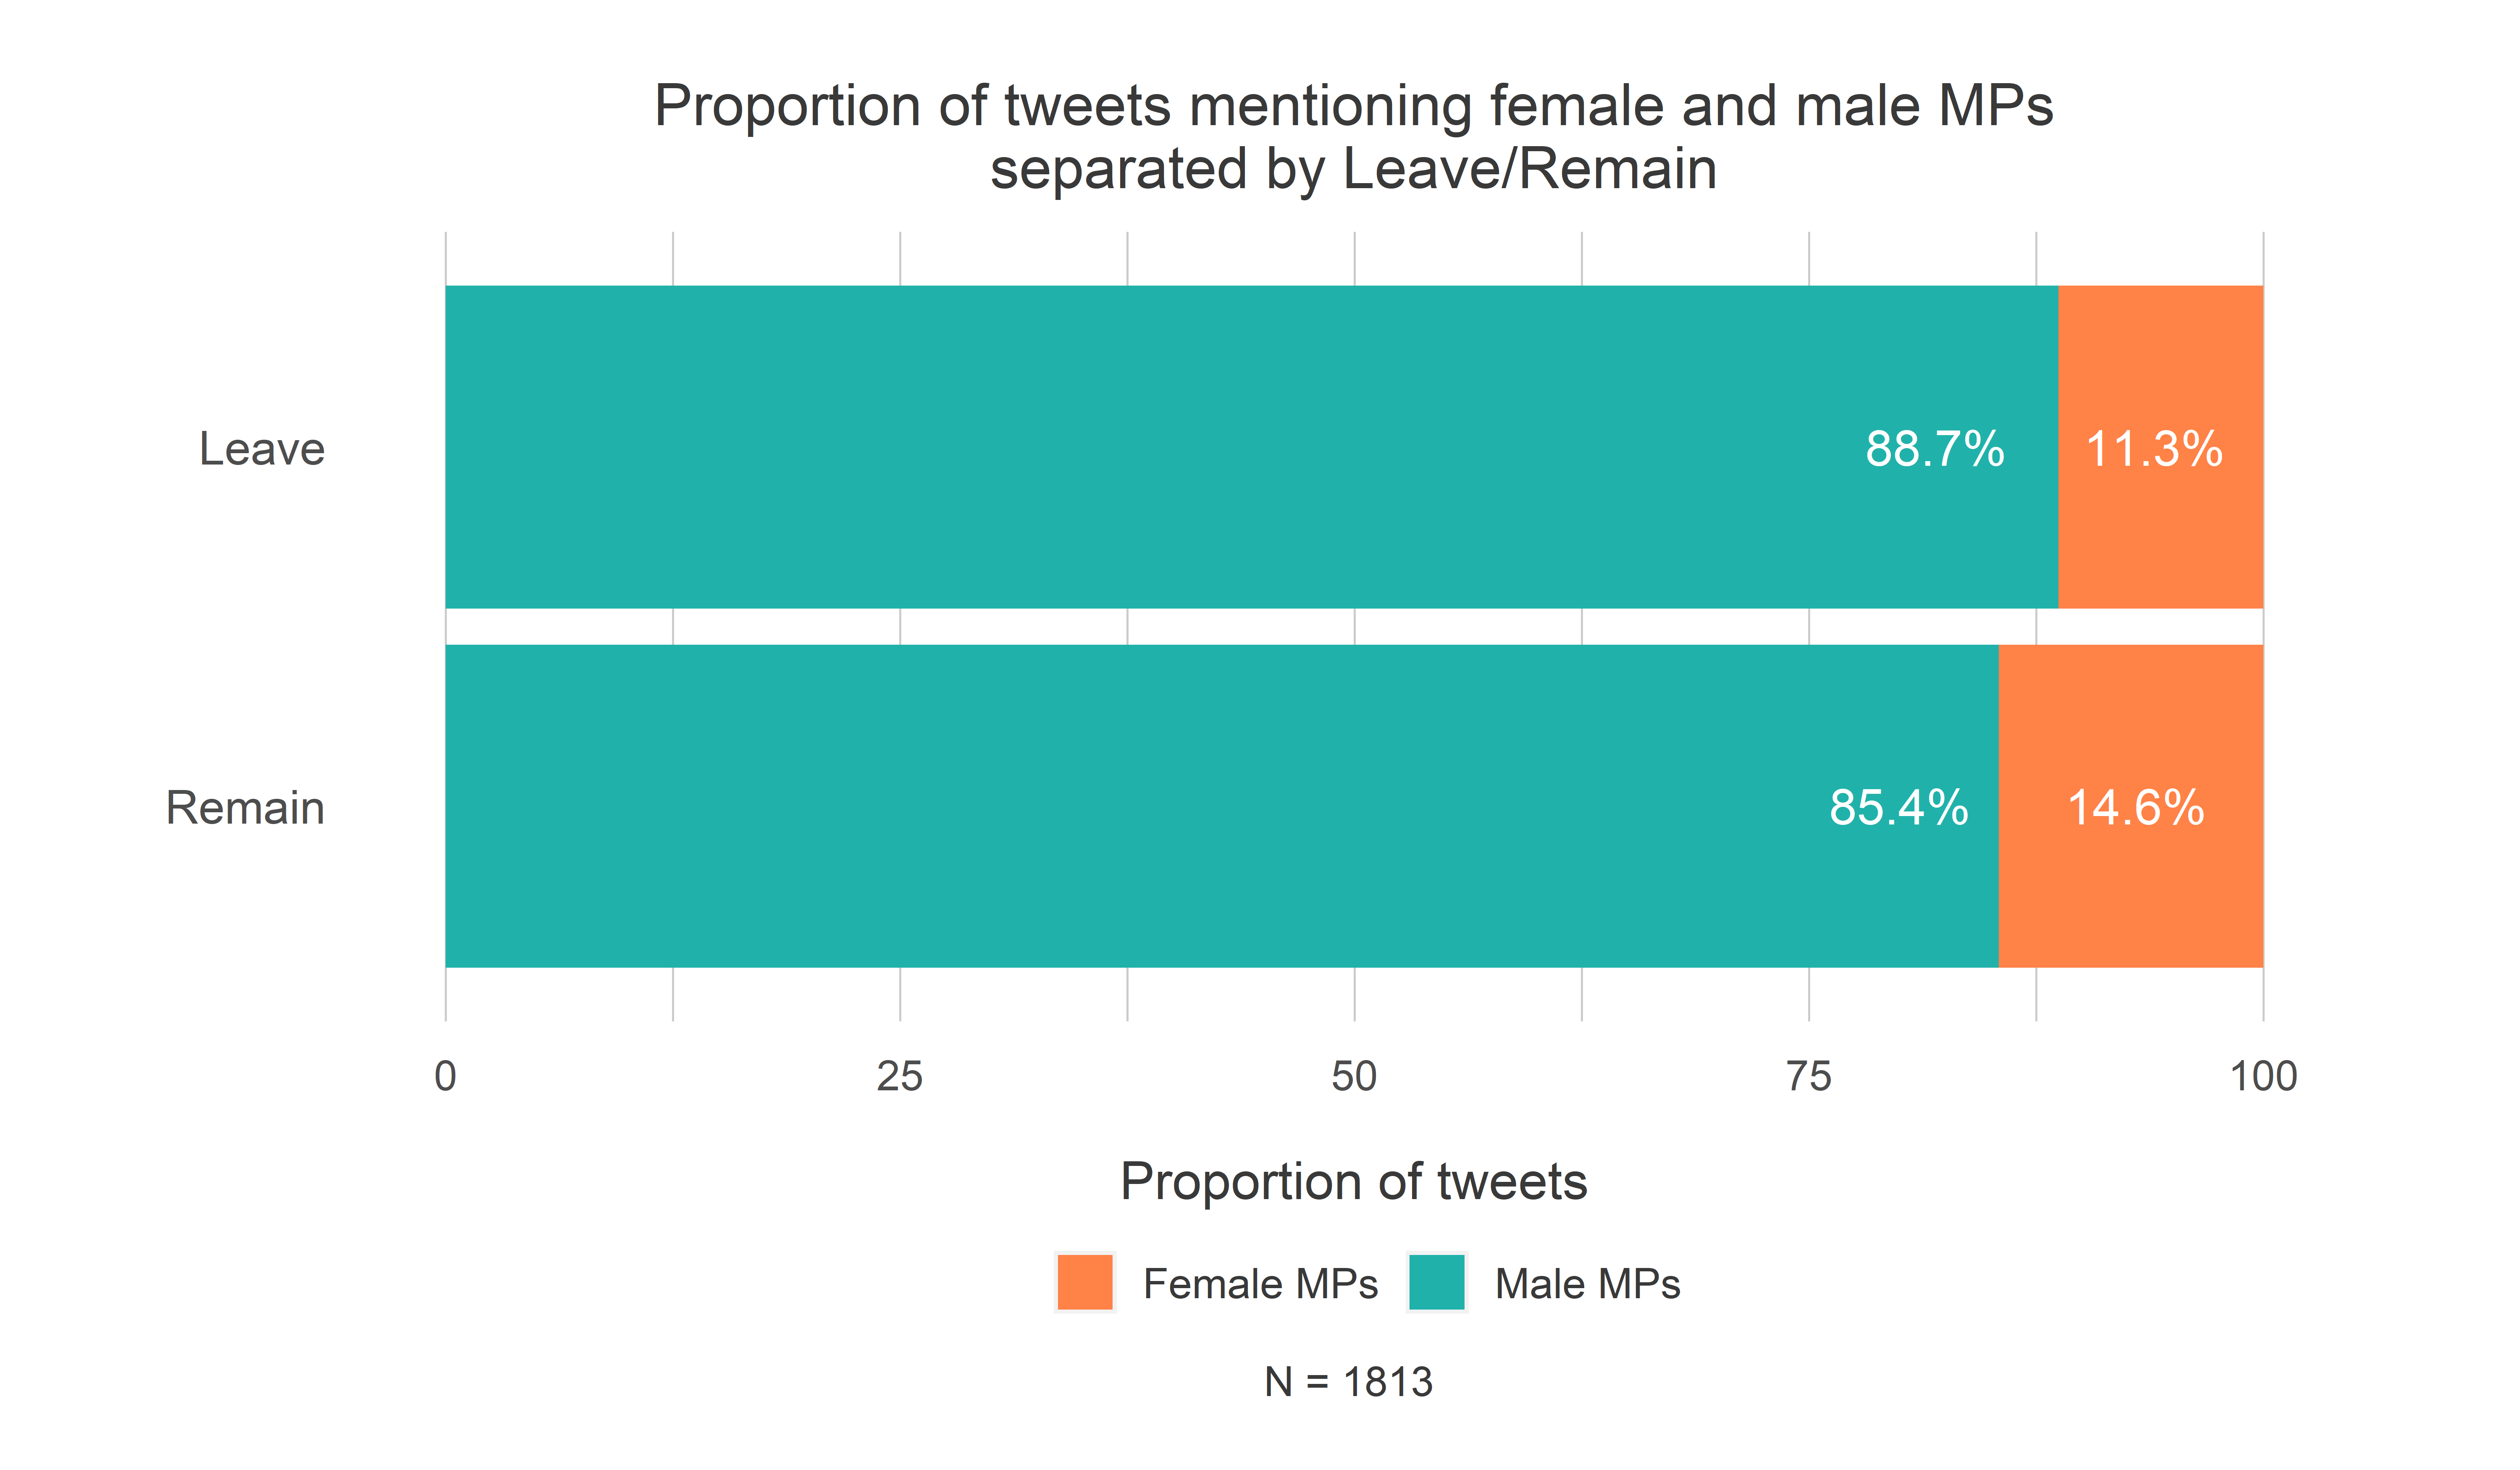 Proportion of tweets mentioning female and male MPs
separated by Leave/Remain
Leave
88.7%
11.3%
Remain
85.4%
14.6%
0
25
50
75
100
Proportion of tweets
Female MPs
Male MPs
N = 1813